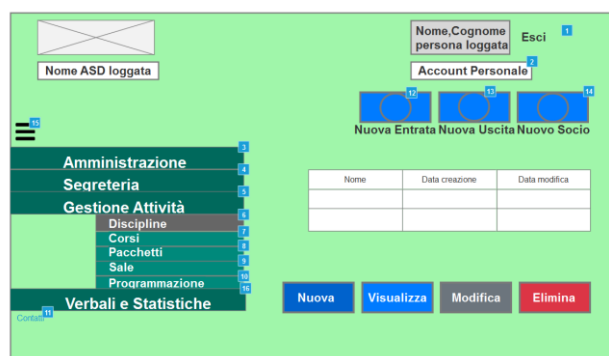 Nome,Cognome
persona loggata
Esci
1
2
Nome ASD loggata
Account Personale
12
13
14
Nuova Entrata Nuova Uscita Nuovo Socio
15
3
Amministrazione
4
Segreteria
5
Gestione Attività
6
Discipline
7
Corsi
8
Pacchetti
9
Sale
10
Programmazione
16
Verbali e Statistiche
11
Contatti
Nome Data creazione Data modifica
Nuova Visualizza Modifica Elimina